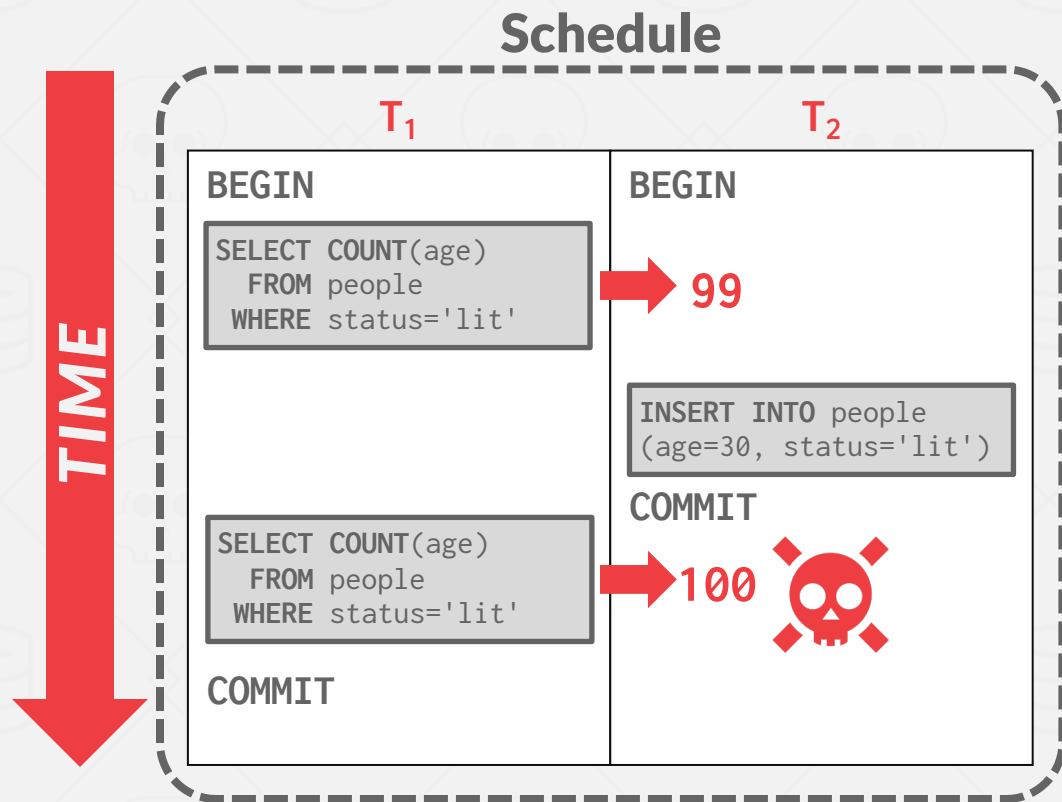 Schedule
TIME
T₁
T₂
BEGIN
BEGIN
SELECT COUNT(age)
FROM people
WHERE status='lit'
99
INSERT INTO people
(age=30, status='lit')
COMMIT
SELECT COUNT(age)
FROM people
WHERE status='lit'
100
COMMIT